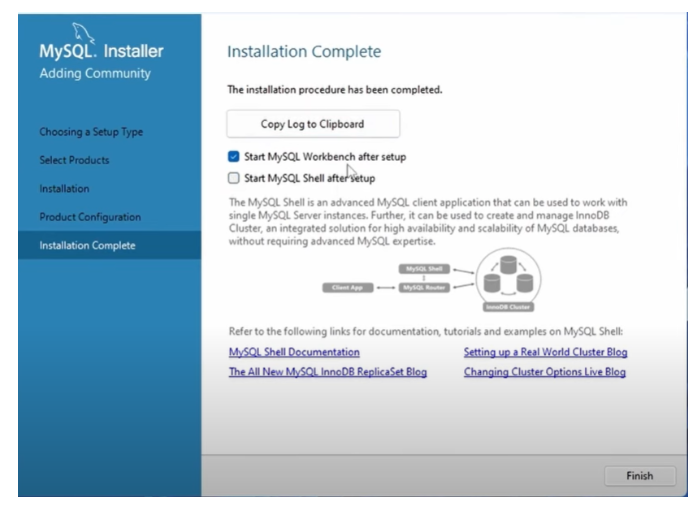 MySQL. Installer
Adding Community
Choosing a Setup Type
Select Products
Installation
Product Configuration
Installation Complete
Installation Complete
The installation procedure has been completed.
Copy Log to Clipboard
Start MySQL Workbench after setup
Start MySQL Shell after setup
The MySQL Shell is an advanced MySQL client application that can be used to work with
single MySQL Server instances. Further, it can be used to create and manage InnoDB
Cluster, an integrated solution for high availability and scalability of MySQL databases,
without requiring advanced MySQL expertise.
MySQL Shell
Client App
MySQL Router
InnoDB Cluster
Refer to the following links for documentation, tutorials and examples on MySQL Shell:
MySQL Shell Documentation
Setting up a Real World Cluster Blog
The All New MySQL InnoDB ReplicaSet Blog
Changing Cluster Options Live Blog
Finish